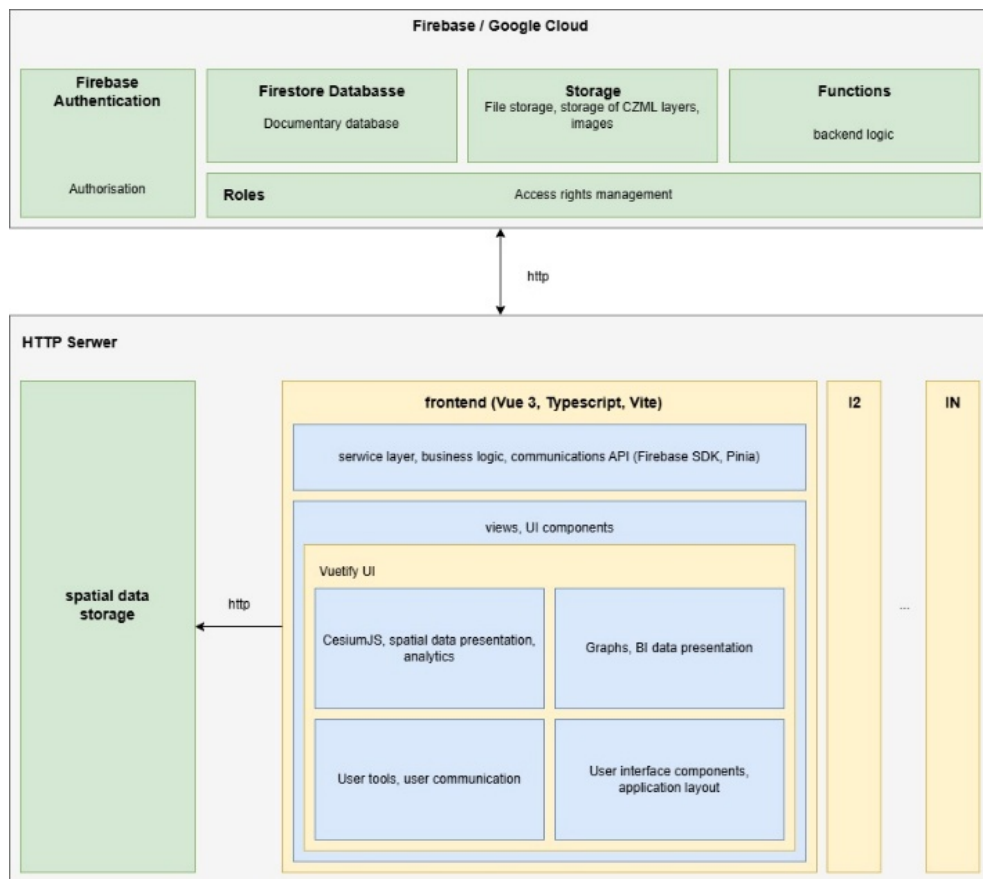 Firebase / Google Cloud
Firebase
Authentication
Authorisation
Firestore Databasse
Documentary database
Storage
File storage, storage of CZML layers,
images
Functions
backend logic
Roles
Access rights management
http
HTTP Serwer
spatial data
storage
http
frontend (Vue 3, Typescript, Vite)
serwice layer, business logic, communications API (Firebase SDK, Pinia)
views, UI components
Vuetify UI
CesiumJS, spatial data presentation,
analytics
Graphs, BI data presentation
User tools, user communication
User interface components,
application layout
I2
...
IN